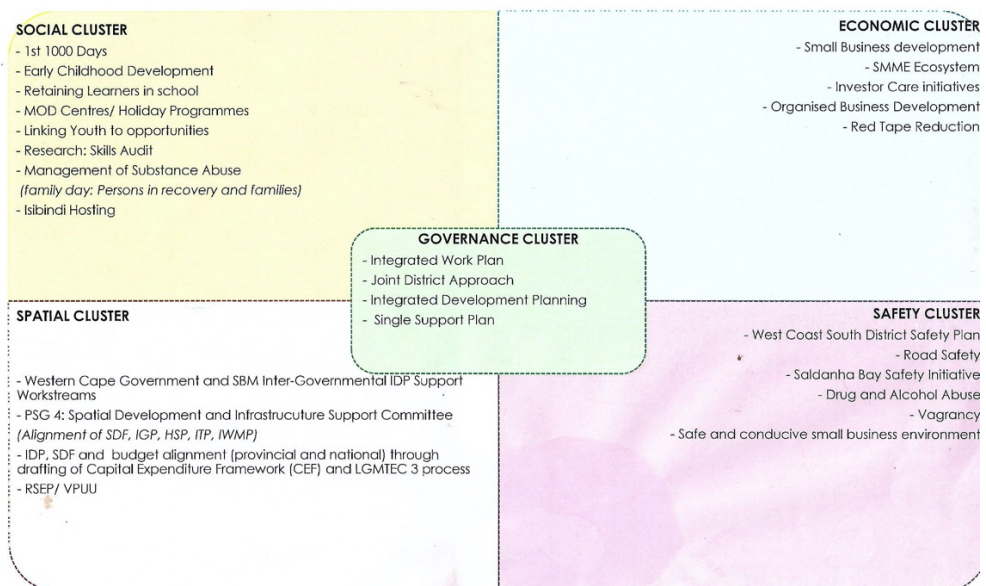 SOCIAL CLUSTER
- 1st 1000 Days
- Early Childhood Development
- Retaining Learners in school
- MOD Centres/ Holiday Programmes
- Linking Youth to opportunities
- Research: Skills Audit
- Management of Substance Abuse
(family day: Persons in recovery and families)
- Isibindi Hosting
ECONOMIC CLUSTER
- Small Business development
- SMME Ecosystem
- Investor Care initiatives
- Organised Business Development
- Red Tape Reduction
GOVERNANCE CLUSTER
- Integrated Work Plan
- Joint District Approach
- Integrated Development Planning
- Single Support Plan
SPATIAL CLUSTER
- Western Cape Government and SBM Inter-Governmental IDP Support
Workstreams
- PSG 4: Spatial Development and Infrastrucuture Support Committee
(Alignment of SDF, IGP, HSP, ITP, IWMP)
- IDP, SDF and budget alignment (provincial and national) through
drafting of Capital Expenditure Framework (CEF) and LGMTEC 3 process
- RSEP/ VPUU
SAFETY CLUSTER
- West Coast South District Safety Plan
- Road Safety
- Saldanha Bay Safety Initiative
- Drug and Alcohol Abuse
- Vagrancy
- Safe and conducive small business environment